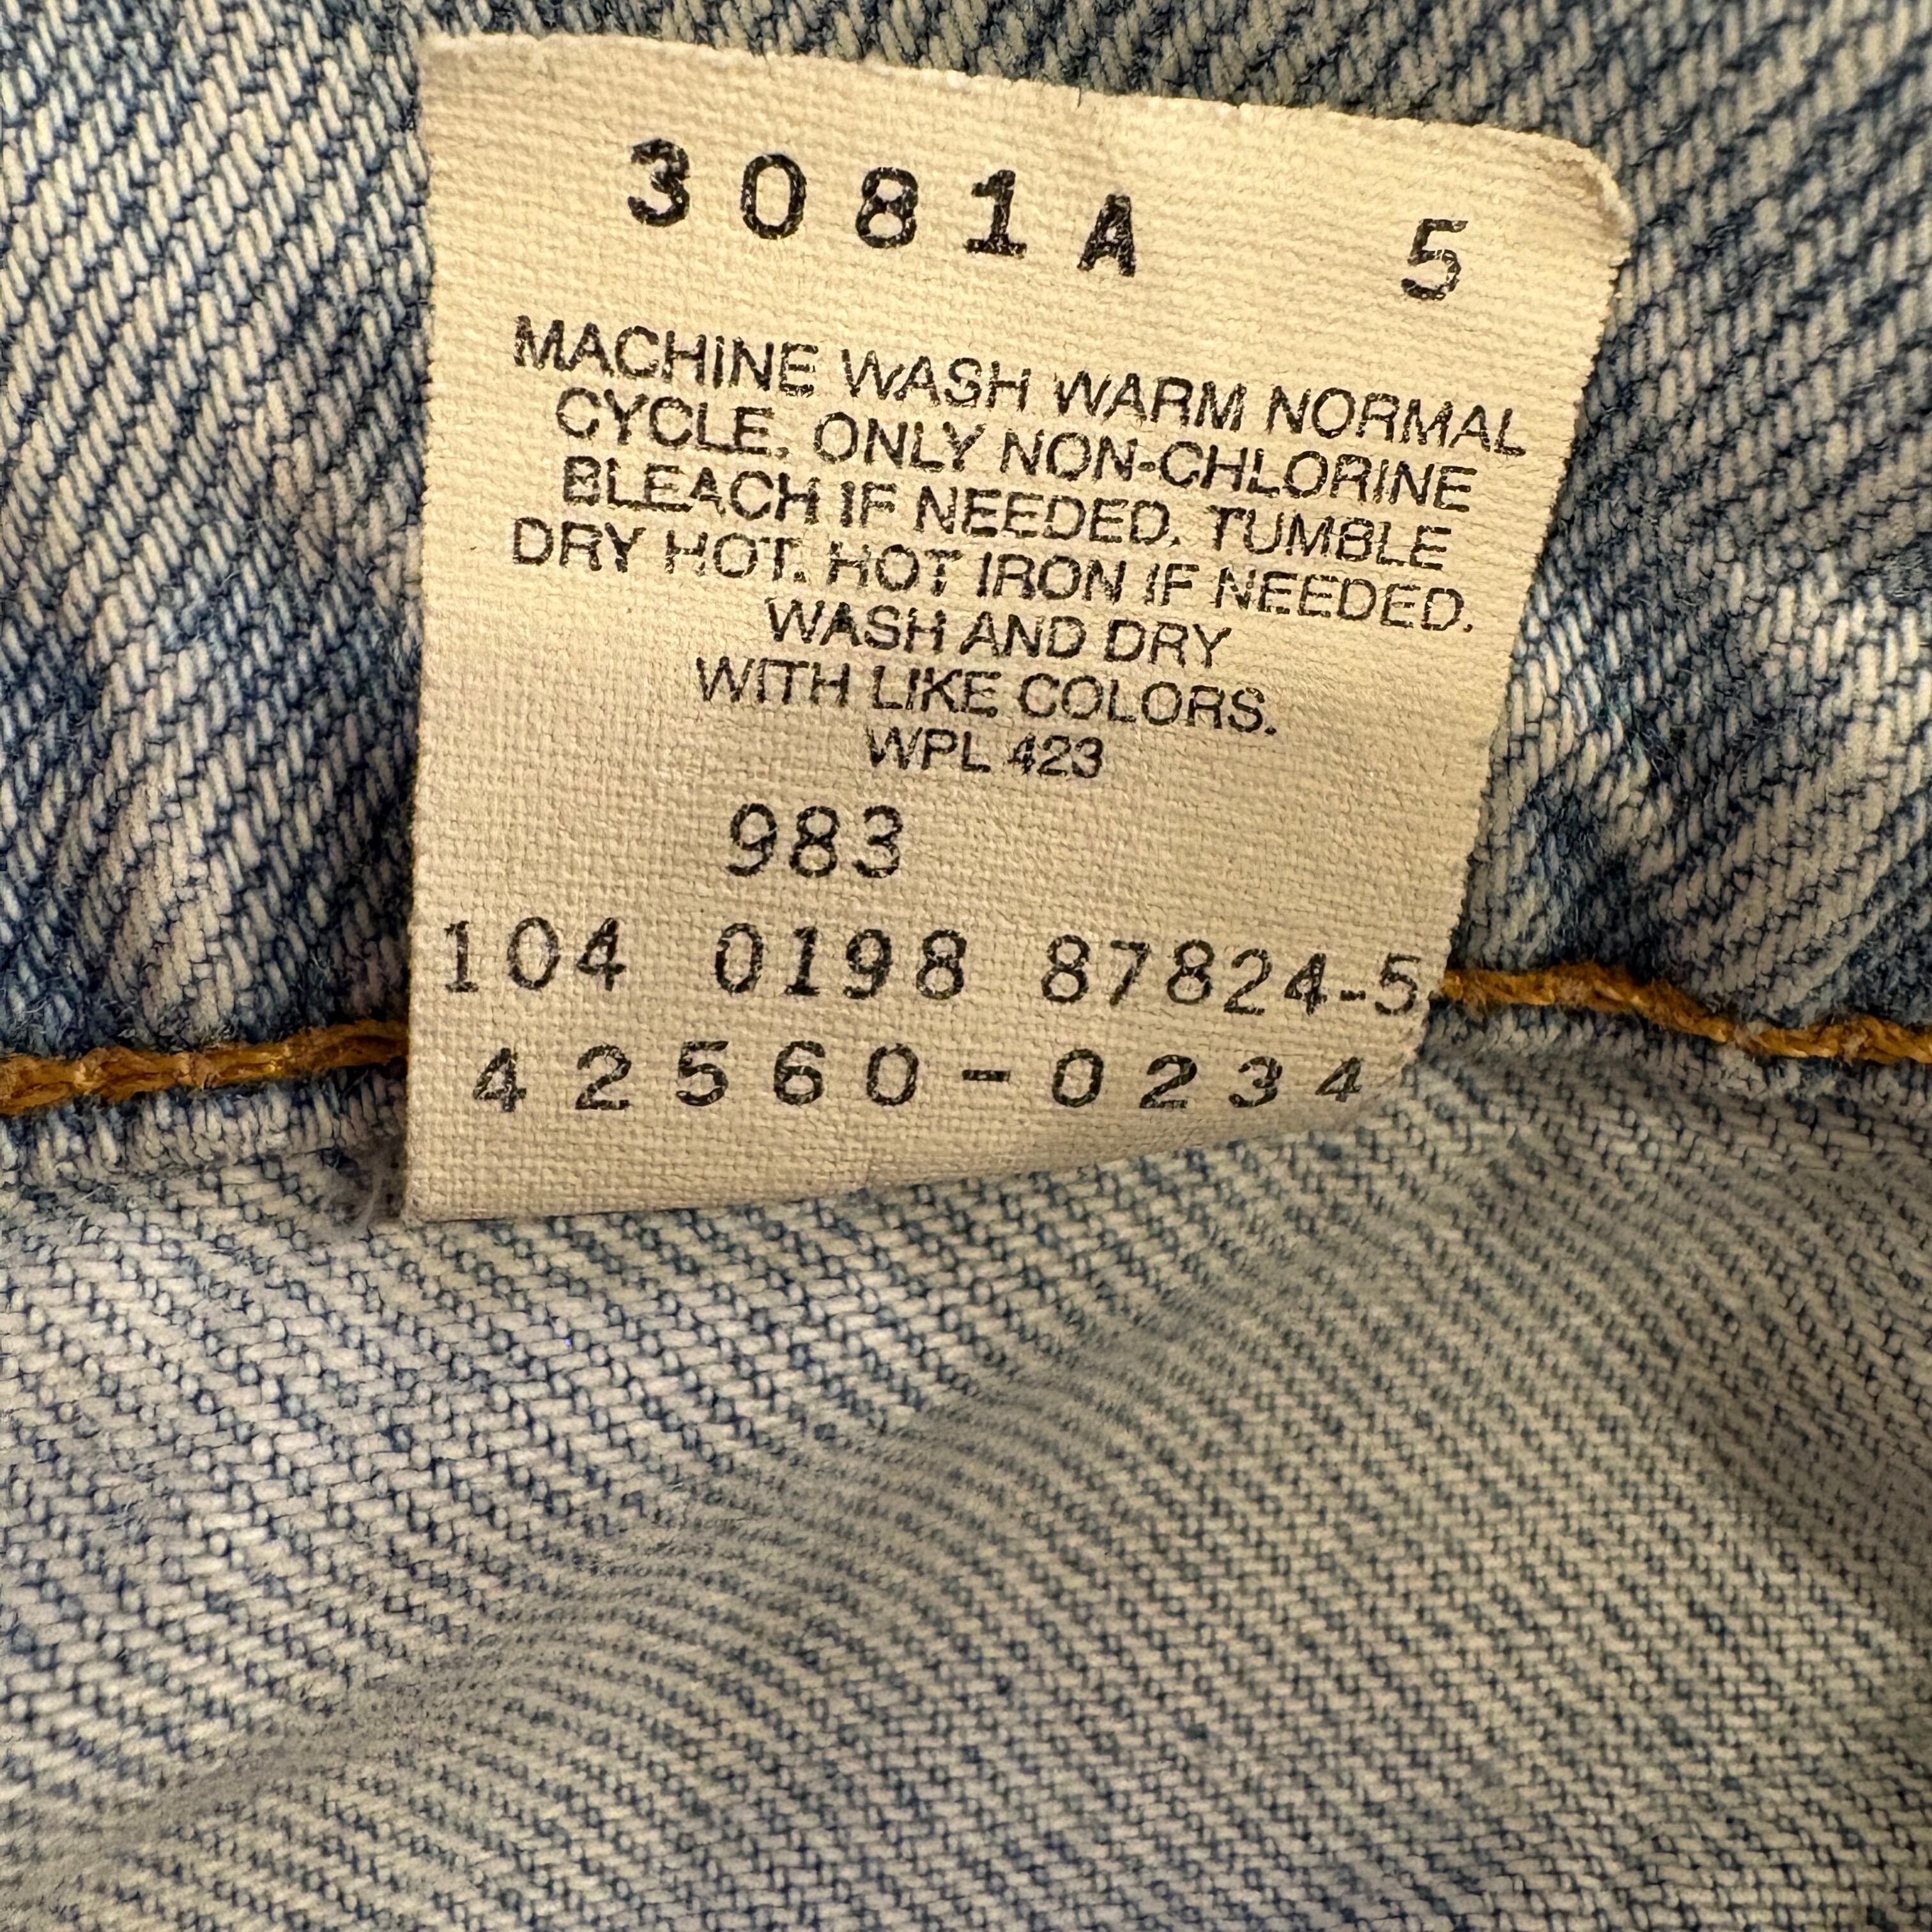 3081A 5
MACHINE WASH WARM NORMAL
CYCLE. ONLY NON-CHLORINE
BLEACH IF NEEDED. TUMBLE
DRY HOT. HOT IRON IF NEEDED.
WASH AND DRY
WITH LIKE COLORS.
WPL 423
983
104 0198 87824-5
42560-0234